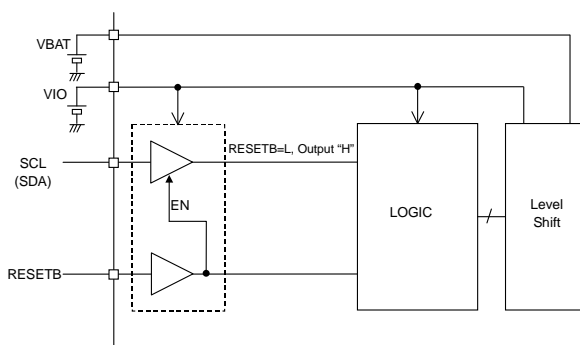 VBAT
VIO
SCL
(SDA)
RESETB=L, Output “H”
EN
LOGIC
Level
Shift
RESETB